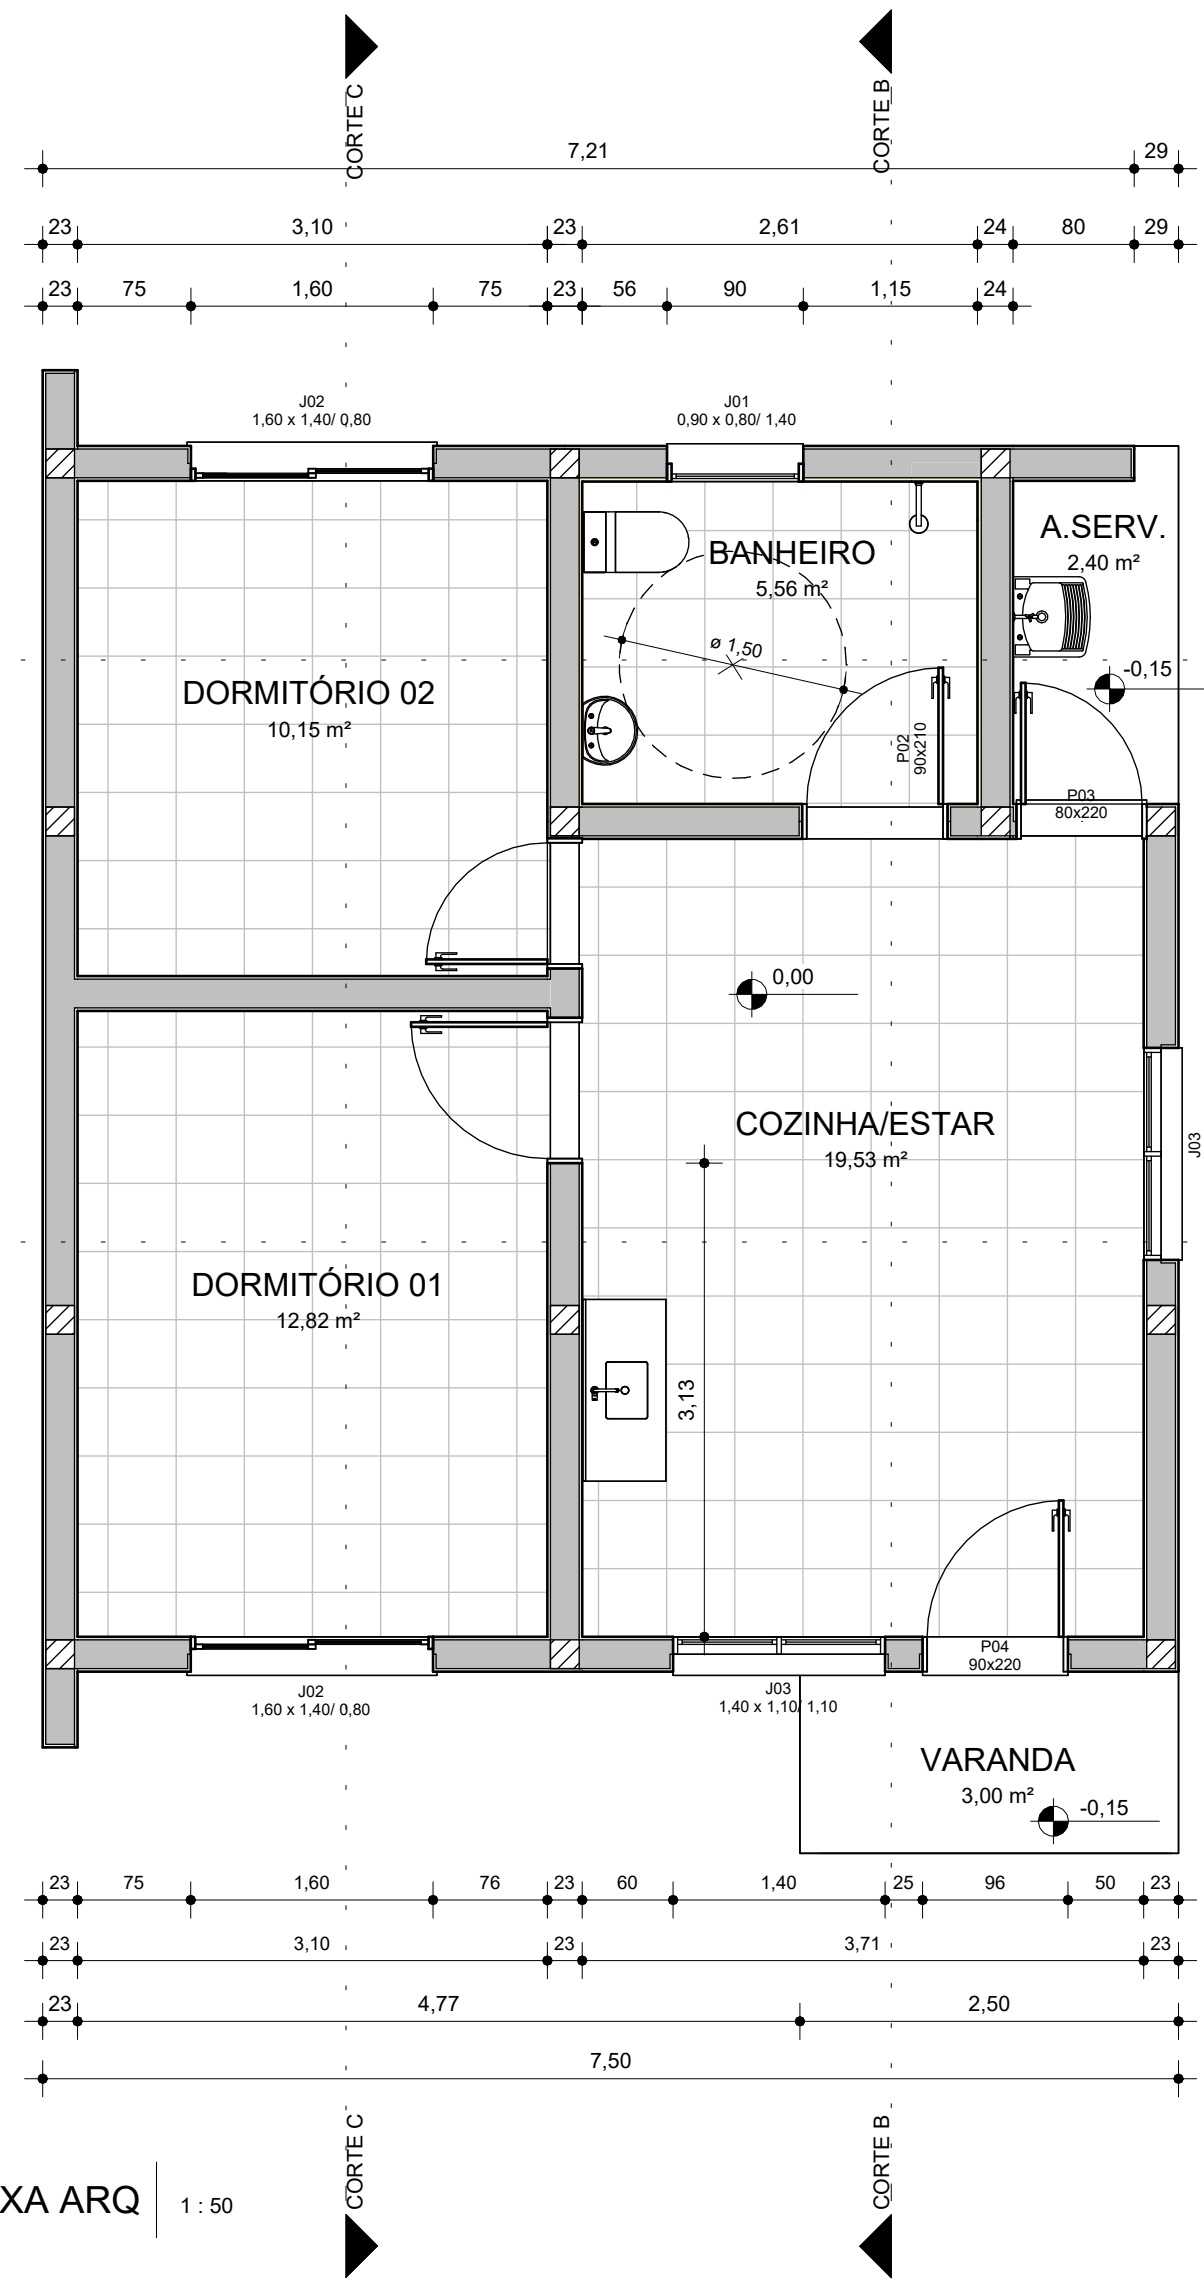 CORTE C
CORTE B
7,21
29
23
3,10
23
2,61
24
80
29
23
75
1,60
75
23
56
90
1,15
24
J02
1,60 x 1,40/ 0,80
J01
0,90 x 0,80/ 1,40
A.SERV.
2,40 m²
BANHEIRO
5,56 m²
ø 1,50
-0,15
DORMITÓRIO 02
10,15 m²
P02
90x210
P03
80x220
0,00
COZINHA/ESTAR
19,53 m²
J03
DORMITÓRIO 01
12,82 m²
3,13
P04
90x220
J02
1,60 x 1,40/ 0,80
J03
1,40 x 1,10/ 1,10
VARANDA
3,00 m²
-0,15
23
75
1,60
76
23
60
1,40
25
96
50
23
23
3,10
23
3,71
23
23
4,77
2,50
7,50
CORTE C
CORTE B
XA ARQ
1 : 50